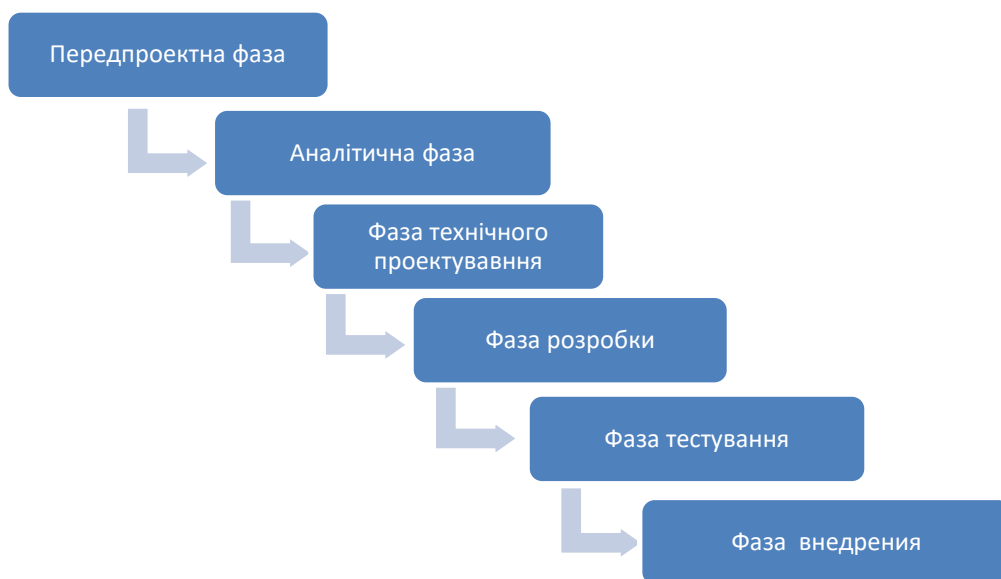 Передпроектна фаза
Аналітична фаза
Фаза технічного
проектувавння
Фаза розробки
Фаза тестування
Фаза внедрения